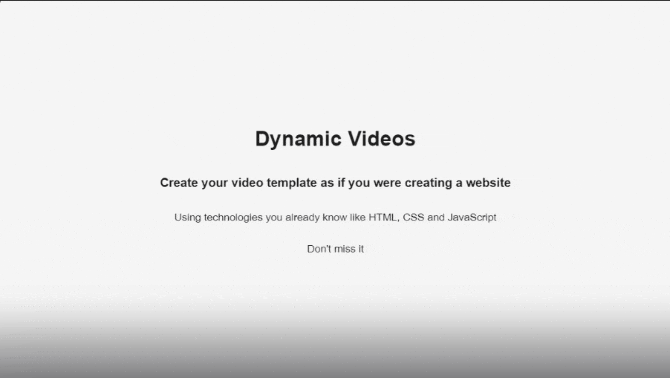 Dynamic Videos
Create your video template as if you were creating a website
Using technologies you already know like HTML, CSS and JavaScript
Don't miss it